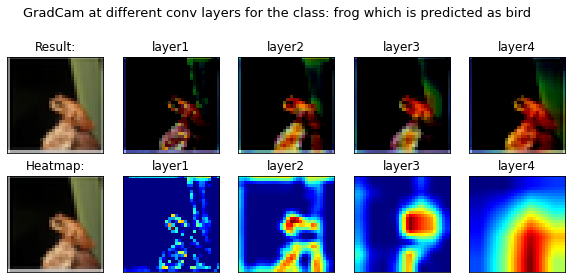 GradCam at different conv layers for the class: frog which is predicted as bird
Result: layer1 layer2 layer3 layer4
Heatmap: layer1 layer2 layer3 layer4